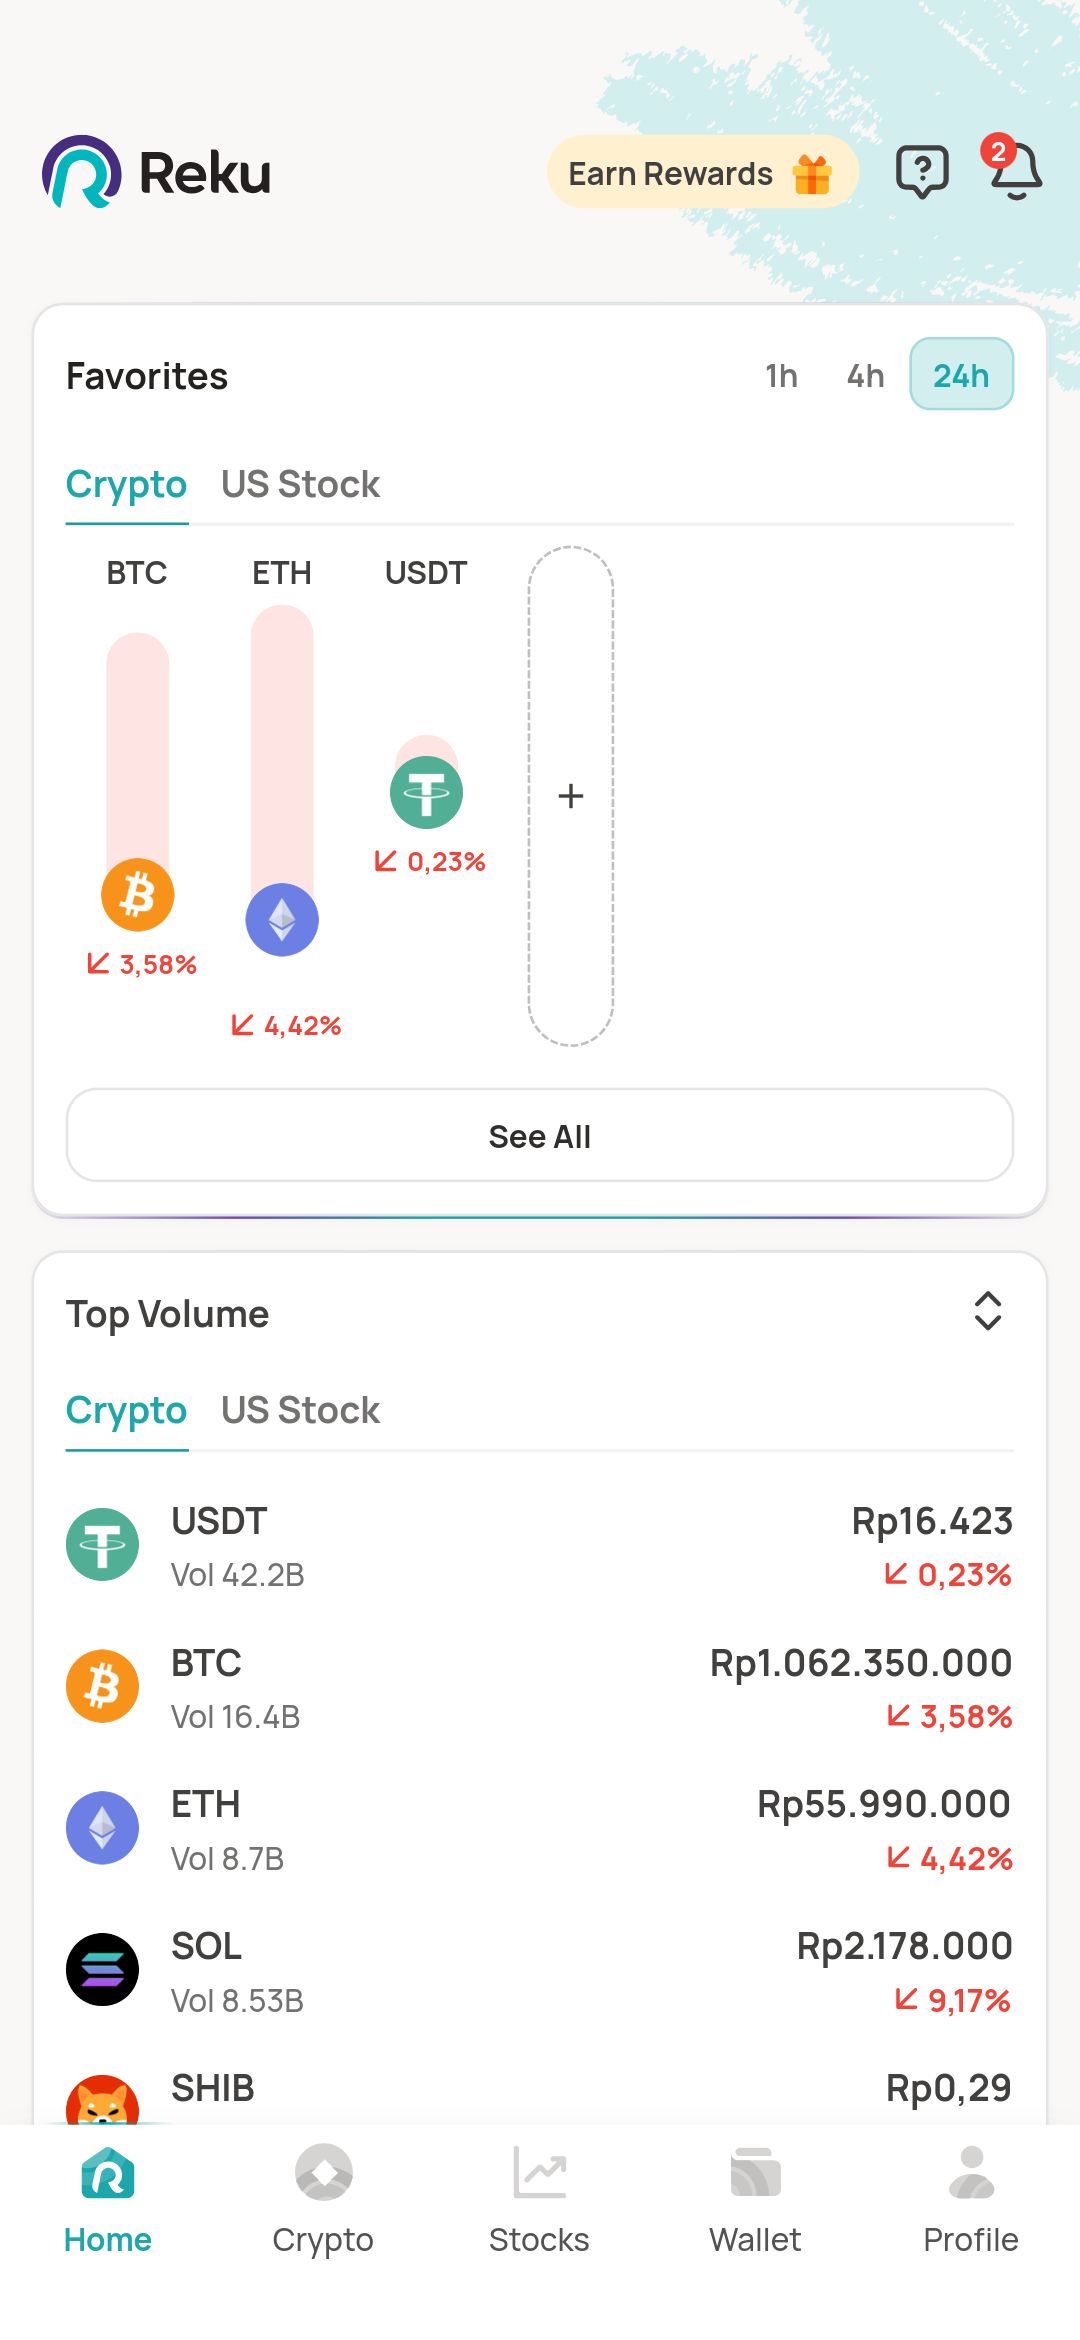 Reku
Earn Rewards
2
Favorites
1h 4h 24h
Crypto US Stock
BTC ETH USDT
0,23%
3,58%
4,42%
See All
Top Volume
Crypto US Stock
USDT Rp16.423
Vol 42.2B 0,23%
BTC Rp1.062.350.000
Vol 16.4B 3,58%
ETH Rp55.990.000
Vol 8.7B 4,42%
SOL Rp2.178.000
Vol 8.53B 9,17%
SHIB Rp0,29
Home Crypto Stocks Wallet Profile